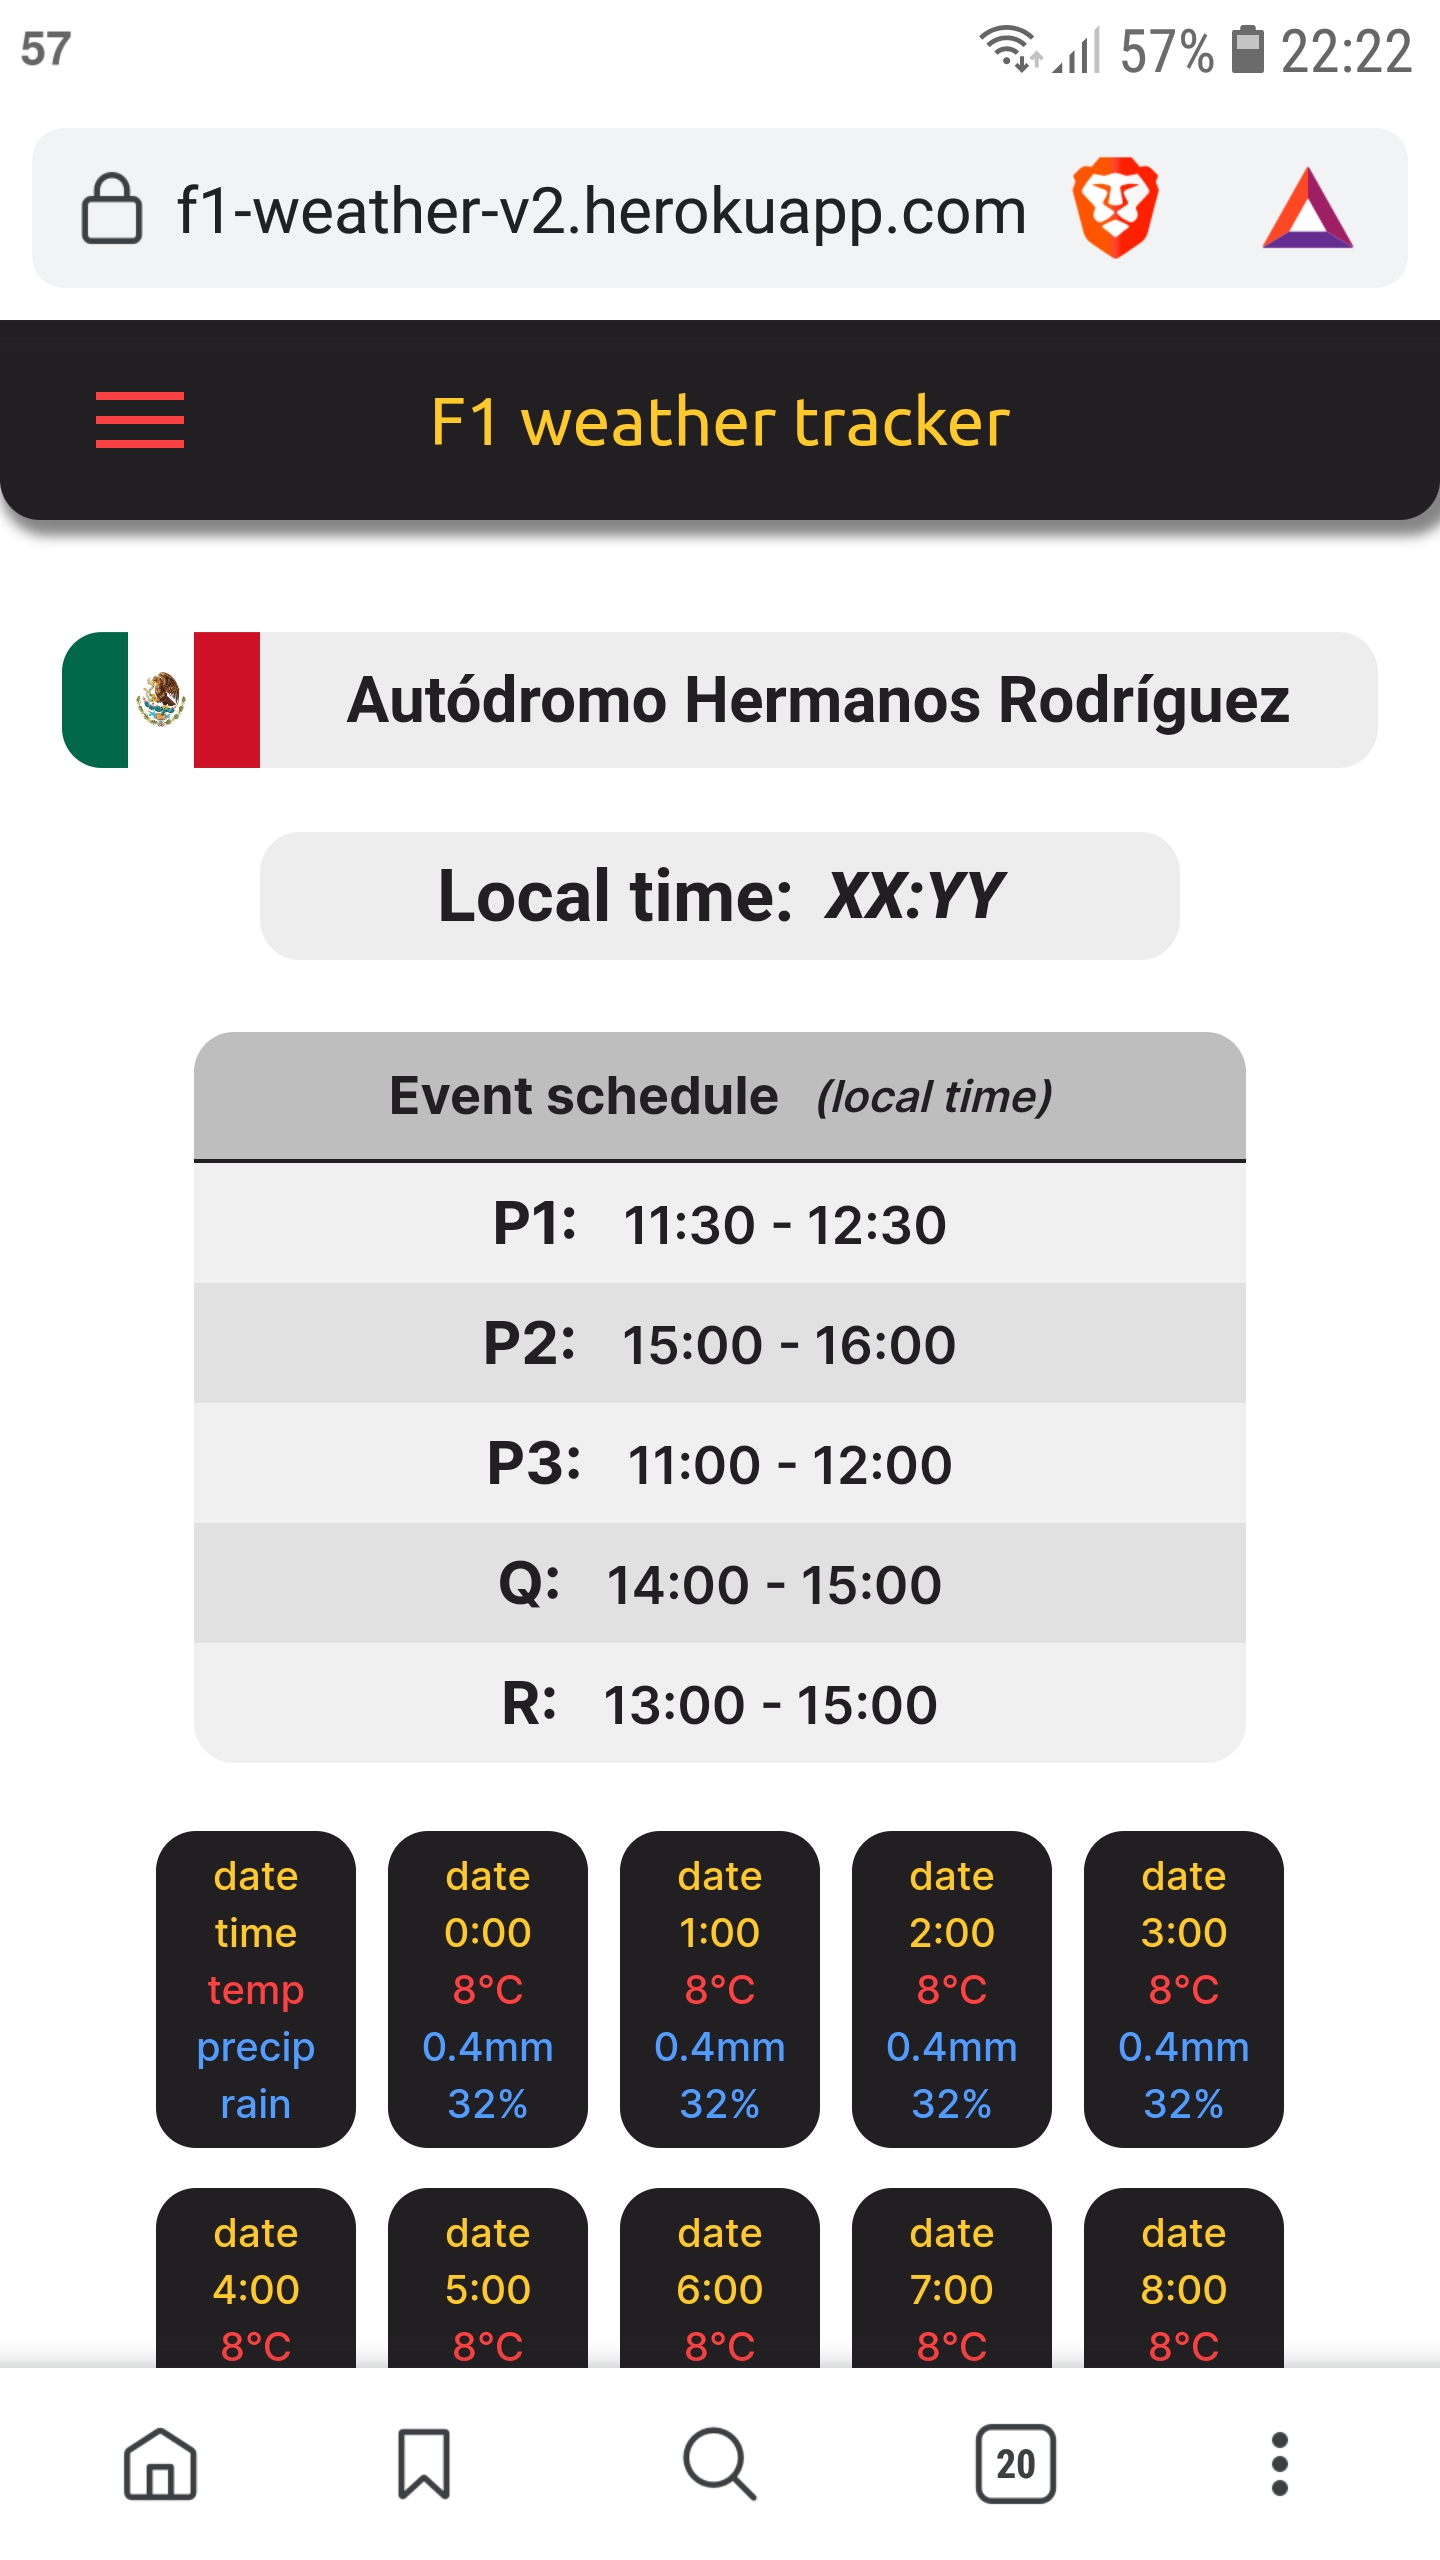 57 57% 22:22
f1-weather-v2.herokuapp.com
F1 weather tracker
Autódromo Hermanos Rodríguez
Local time: XX:YY
Event schedule (local time)
P1: 11:30 - 12:30
P2: 15:00 - 16:00
P3: 11:00 - 12:00
Q: 14:00 - 15:00
R: 13:00 - 15:00
date date date date date
time 0:00 1:00 2:00 3:00
temp 8°C 8°C 8°C 8°C
precip 0.4mm 0.4mm 0.4mm 0.4mm
rain 32% 32% 32% 32%
date date date date date
4:00 5:00 6:00 7:00 8:00
8°C 8°C 8°C 8°C 8°C
20